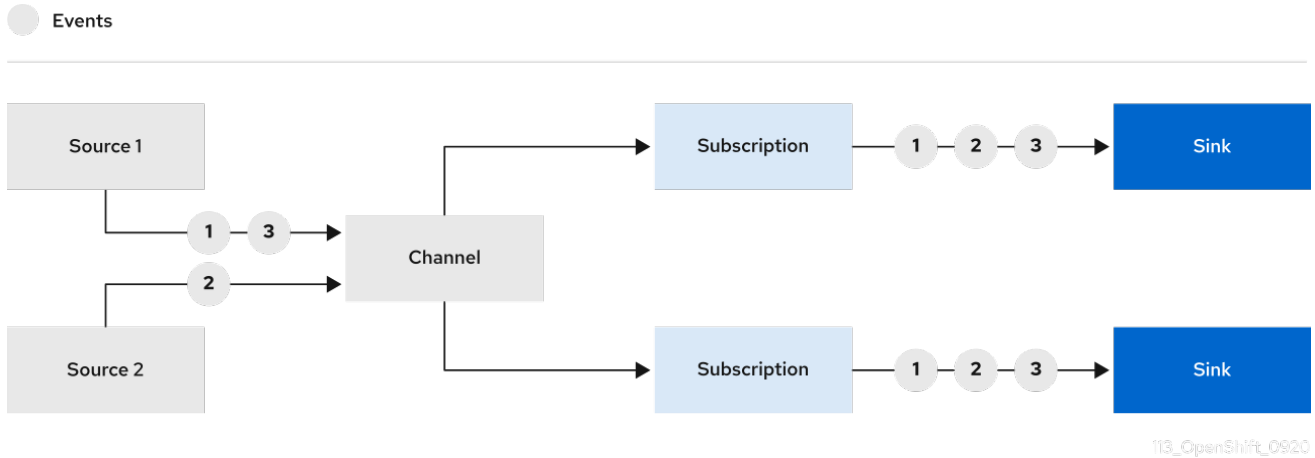 Events
Source 1
Subscription
1 2 3
Sink
1 3
Channel
2
Source 2
Subscription
1 2 3
Sink
113_OpenShift_0920